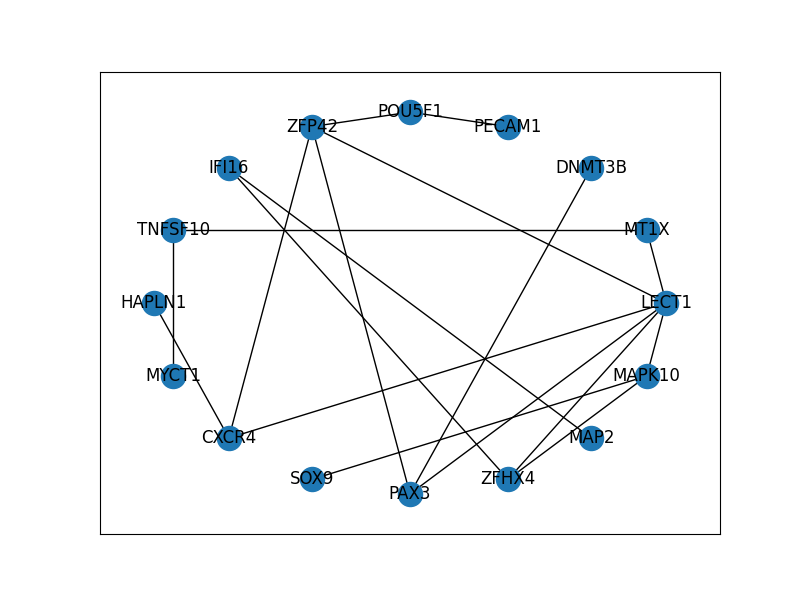 POU5F1
ZFP42
PECAM1
IFI16
DNMT3B
TNFSF10
MT1X
HAPLN1
LECT1
MYCT1
MAPK10
CXCR4
MAP2
SOX9
ZFHX4
PAX3